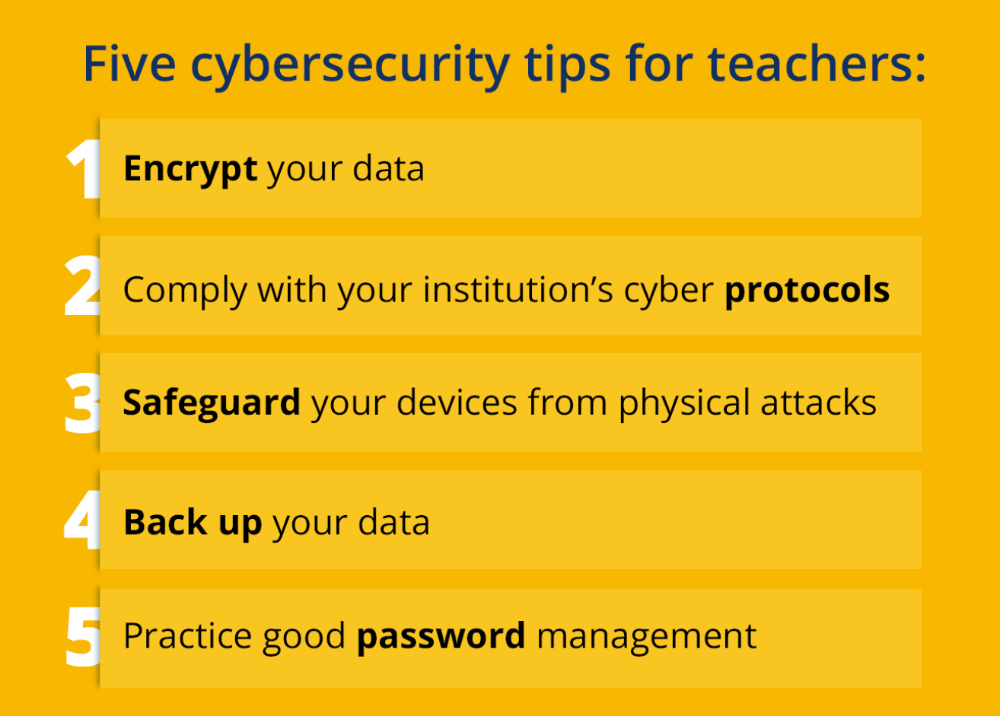 Five cybersecurity tips for teachers:
1 Encrypt your data
2 Comply with your institution’s cyber protocols
3 Safeguard your devices from physical attacks
4 Back up your data
5 Practice good password management